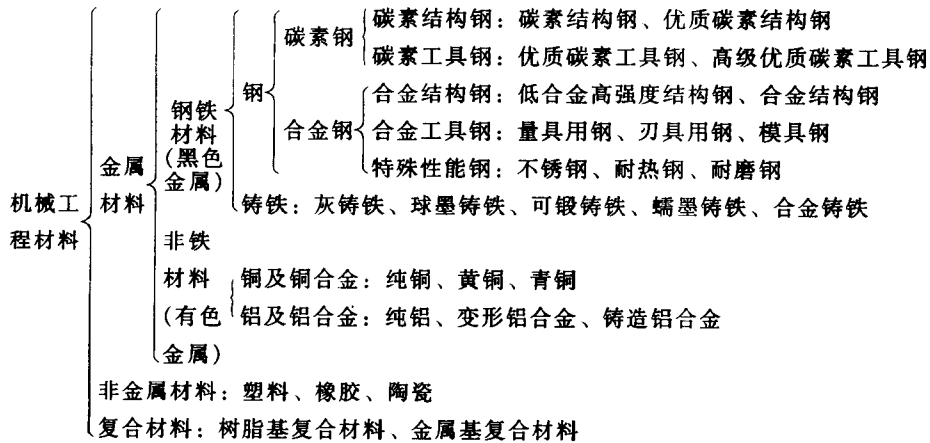 碳素结构钢：碳素结构钢、优质碳素结构钢
碳素钢
碳素工具钢：优质碳素工具钢、高级优质碳素工具钢
钢
合金结构钢：低合金高强度结构钢、合金结构钢
钢铁
材料
(黑色
金属)
合金钢
合金工具钢：量具用钢、刃具用钢、模具钢
特殊性能钢：不锈钢、耐热钢、耐磨钢
金属
材料
机械工
程材料
铸铁：灰铸铁、球墨铸铁、可锻铸铁、蠕墨铸铁、合金铸铁
非铁
材料
(有色
金属)
铜及铜合金：纯铜、黄铜、青铜
铝及铝合金：纯铝、变形铝合金、铸造铝合金
非金属材料：塑料、橡胶、陶瓷
复合材料：树脂基复合材料、金属基复合材料